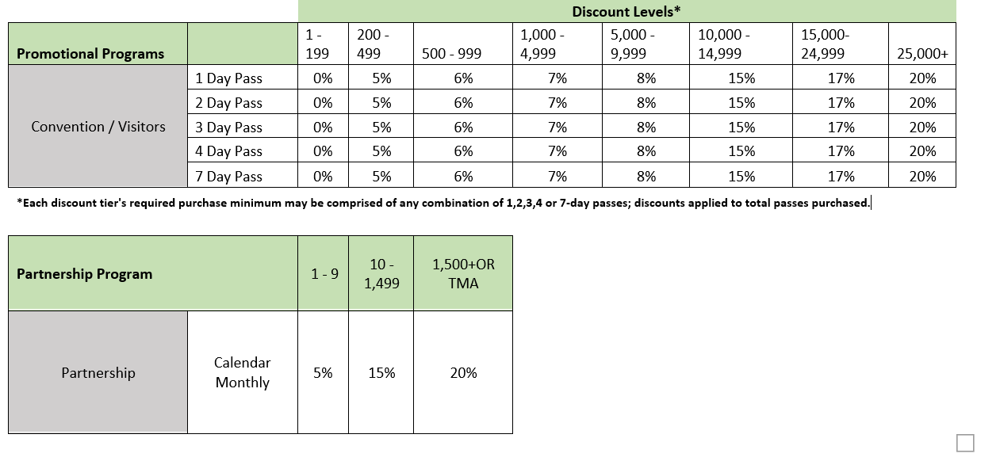 Discount Levels*
Promotional Programs 1 - 199 200 - 499 500 - 999 1,000 - 4,999 5,000 - 9,999 10,000 - 14,999 15,000- 24,999 25,000+
Convention / Visitors
1 Day Pass 0% 5% 6% 7% 8% 15% 17% 20%
2 Day Pass 0% 5% 6% 7% 8% 15% 17% 20%
3 Day Pass 0% 5% 6% 7% 8% 15% 17% 20%
4 Day Pass 0% 5% 6% 7% 8% 15% 17% 20%
7 Day Pass 0% 5% 6% 7% 8% 15% 17% 20%
*Each discount tier's required purchase minimum may be comprised of any combination of 1,2,3,4 or 7-day passes; discounts applied to total passes purchased.
Partnership Program 1 - 9 10 - 1,499 1,500+OR TMA
Partnership Calendar Monthly 5% 15% 20%